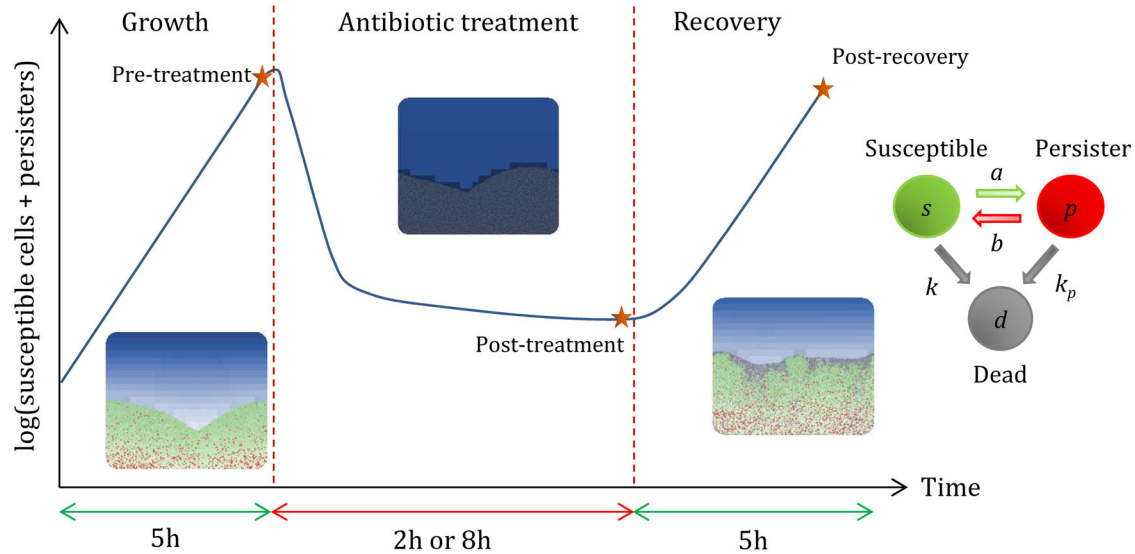 Growth
Antibiotic treatment
Recovery
Pre-treatment
Post-recovery
log(susceptible cells + persisters)
Post-treatment
Susceptible
Persister
a
s
p
b
k
k_p
d
Dead
Time
5h
2h or 8h
5h